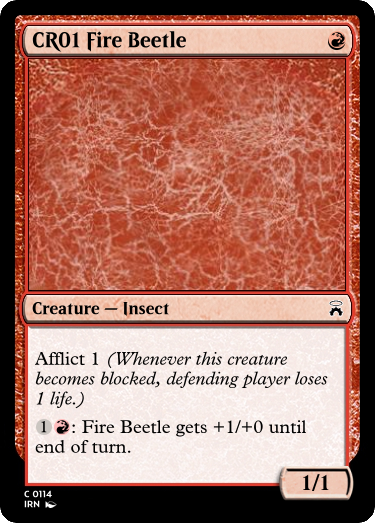 CR01 Fire Beetle
Creature — Insect
Afflict 1 (Whenever this creature
becomes blocked, defending player loses
1 life.)
1 : Fire Beetle gets +1/+0 until
end of turn.
1/1
C 0114
IRN